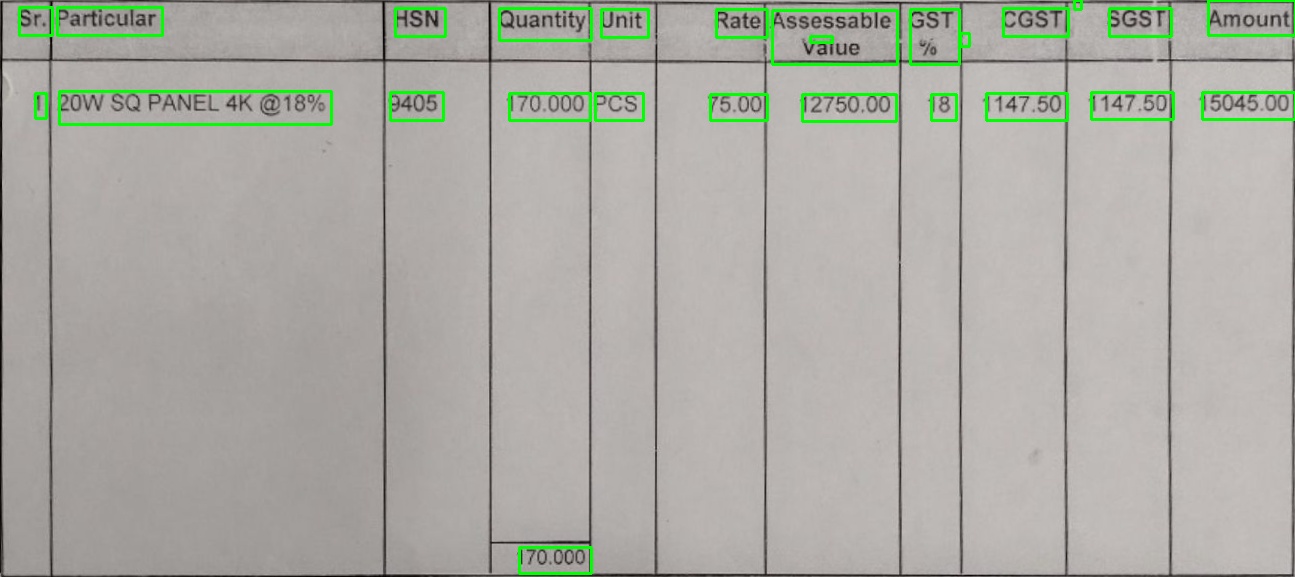 Sr. Particular HSN Quantity Unit Rate Assessable Value GST % CGST SGST Amount
1 20W SQ PANEL 4K @18% 9405 170.000 PCS 75.00 12750.00 18 1147.50 1147.50 15045.00
170.000